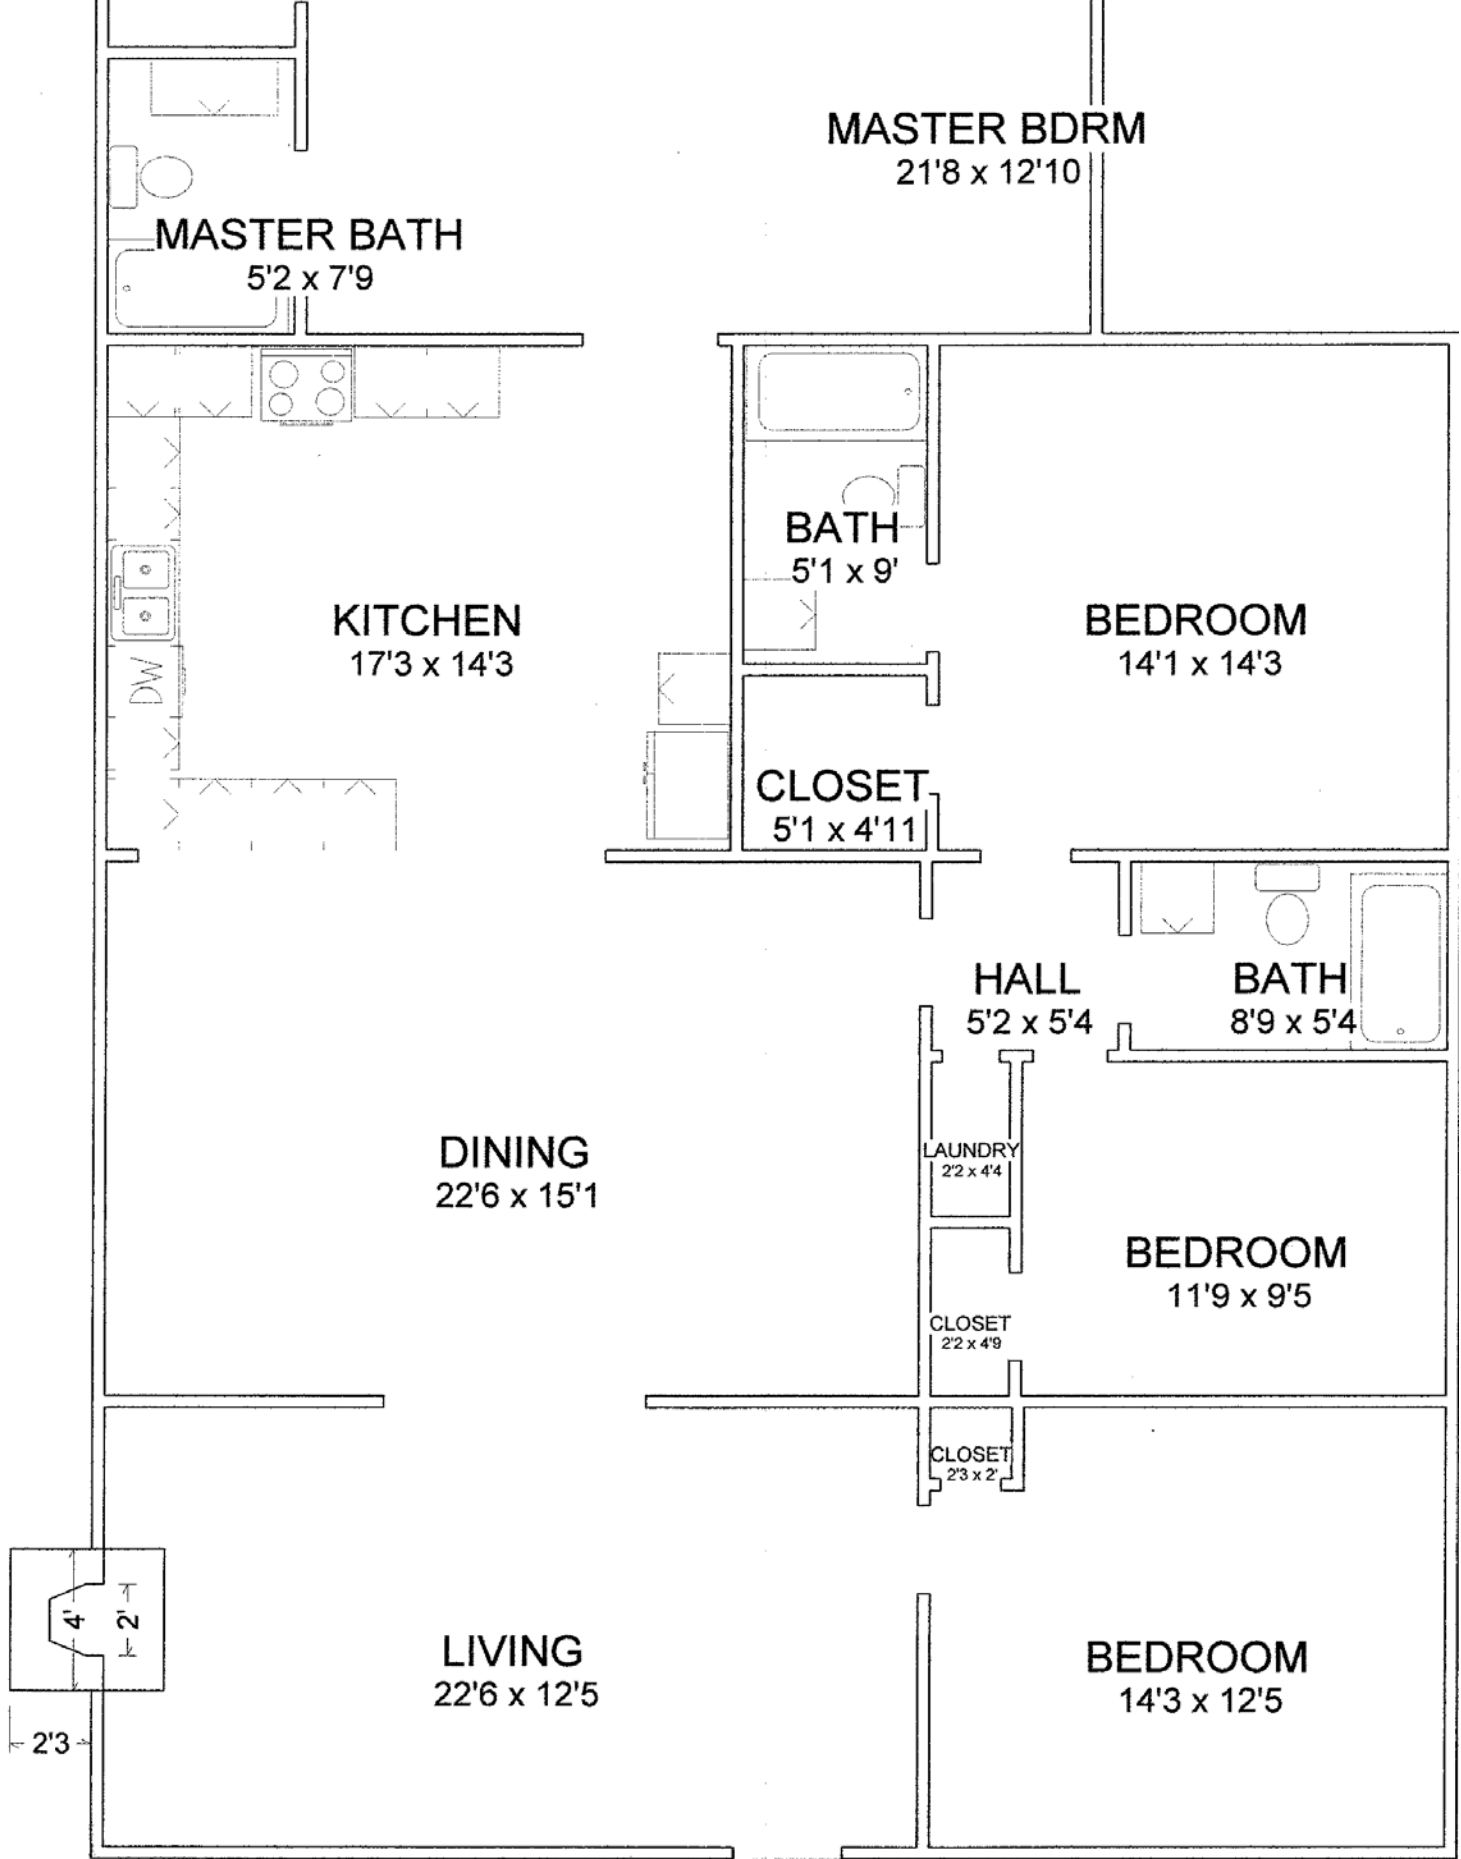 MASTER BDRM
21'8 x 12'10
MASTER BATH
5'2 x 7'9
BATH
5'1 x 9'
KITCHEN
17'3 x 14'3
BEDROOM
14'1 x 14'3
DW
CLOSET
5'1 x 4'11
HALL
5'2 x 5'4
BATH
8'9 x 5'4
DINING
22'6 x 15'1
LAUNDRY
2'2 x 4'4
BEDROOM
11'9 x 9'5
CLOSET
2'2 x 4'9
CLOSET
2'3 x 2'
4'
2'
LIVING
22'6 x 12'5
BEDROOM
14'3 x 12'5
2'3